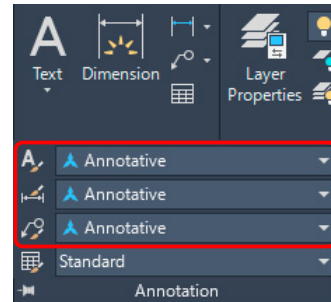 A
Text
Dimension
Layer
Properties
A
Annotative
Annotative
Annotative
Standard
Annotation